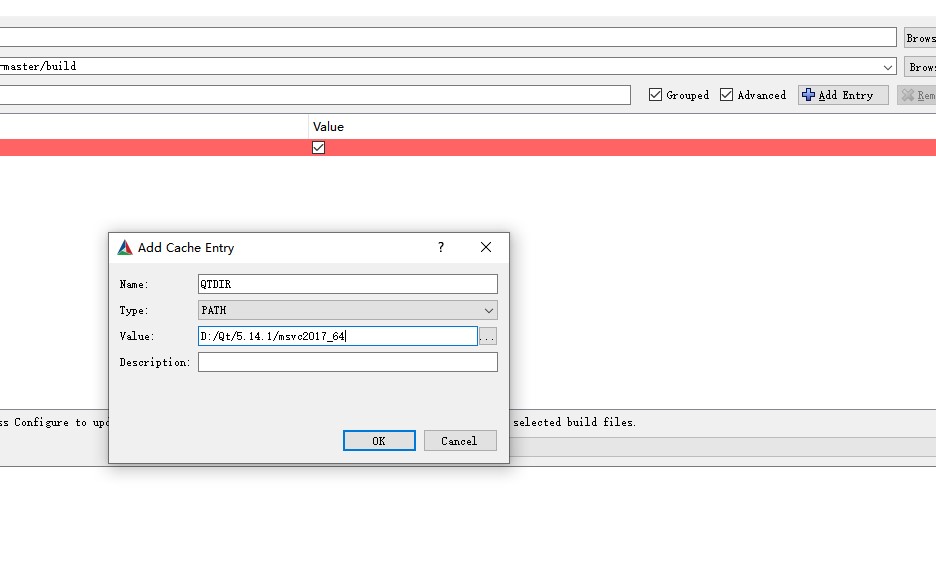 Brows
-master/build
Brows
Grouped
Advanced
Add Entry
Rem
Value
Add Cache Entry
?
Name:
QTDIR
Type:
PATH
Value:
D:/Qt/5.14.1/msvc2017_64
...
Description:
ss Configure to upd
selected build files.
OK
Cancel